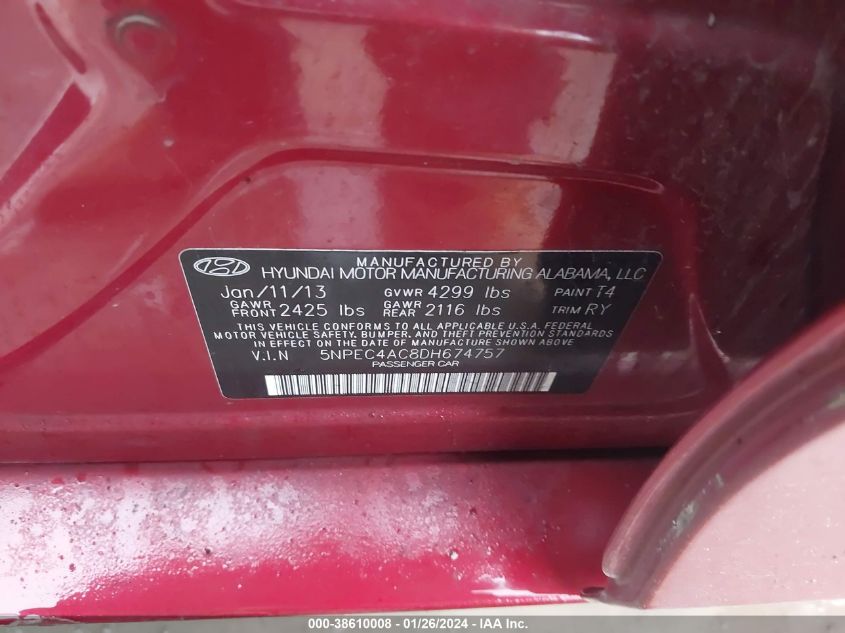 MANUFACTURED BY
HYUNDAI MOTOR MANUFACTURING ALABAMA, LLC
Jan/11/13 GVWR 4299 lbs PAINT T4
GAWR FRONT 2425 lbs GAWR REAR 2116 lbs TRIM RY
THIS VEHICLE CONFORMS TO ALL APPLICABLE U.S.A. FEDERAL
MOTOR VEHICLE SAFETY, BUMPER, AND THEFT PREVENTION STANDARDS
IN EFFECT ON THE DATE OF MANUFACTURE SHOWN ABOVE
V.I.N 5NPEC4AC8DH674757
PASSENGER CAR
000-38610008 - 01/26/2024 - IAA Inc.